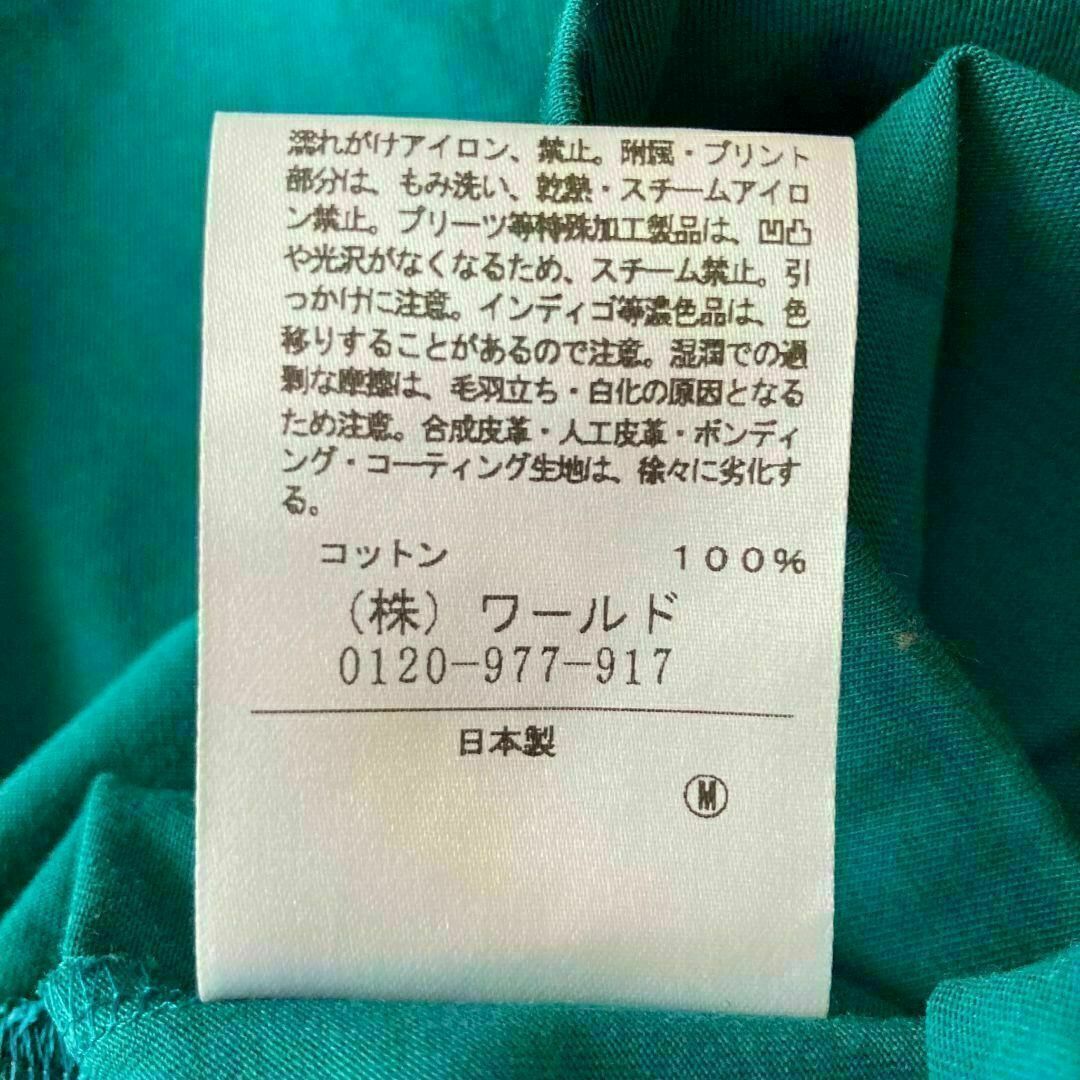 濡れがけアイロン、禁止。附属・プリント
部分は、もみ洗い、乾熱・スチームアイロ
ン禁止。プリーツ等特殊加工製品は、凹凸
や光沢がなくなるため、スチーム禁止。引
っかけに注意。インディゴ等濃色品は、色
移りすることがあるので注意。湿潤での過
剰な摩擦は、毛羽立ち・白化の原因となる
ため注意。合成皮革・人工皮革・ボンディ
ング・コーティング生地は、徐々に劣化す
る。
コットン 100%
(株) ワールド
0120-977-917
日本製
Ⓜ